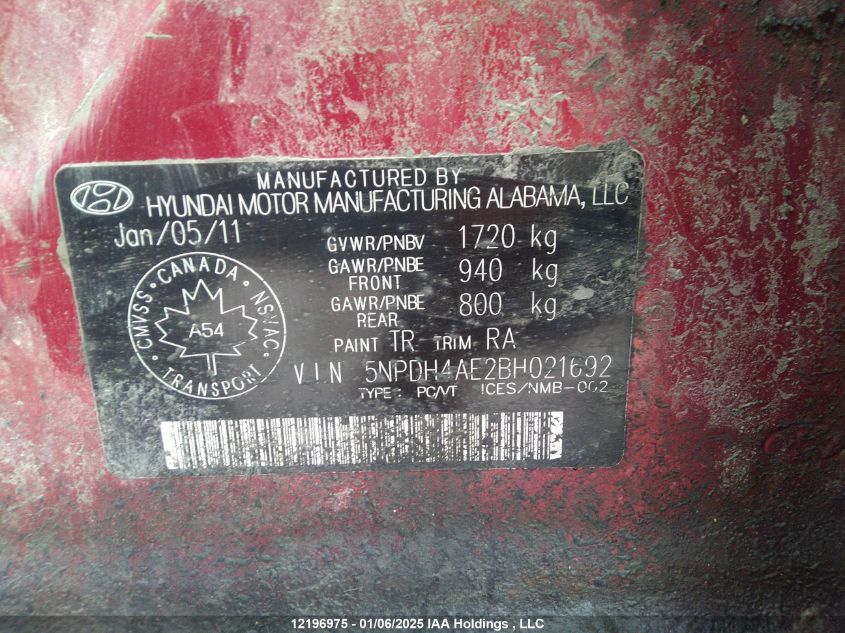 MANUFACTURED BY
HYUNDAI MOTOR MANUFACTURING ALABAMA, LLC
Jan/05/11
GVWR/PNBV 1720 kg
GAWR/PNBE FRONT 940 kg
GAWR/PNBE REAR 800 kg
PAINT TR TRIM RA
VIN 5NPDH4AE2BH021692
TYPE: PC/VT ICES/NMB-002
CMVSS · CANADA · NSVAC · TRANSPORT
A54
12196975 - 01/06/2025 IAA Holdings , LLC